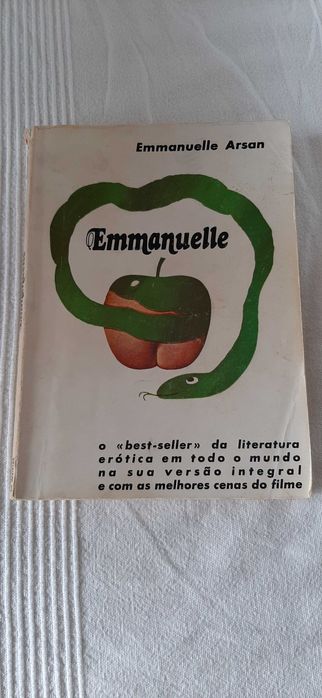 Emmanuelle Arsan
Emmanuelle
o «best-seller» da literatura
erótica em todo o mundo
na sua versão integral
e com as melhores cenas do filme